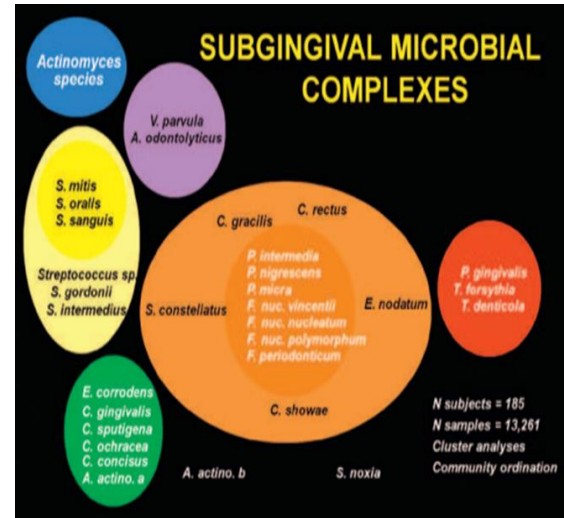 SUBGINGIVAL MICROBIAL
COMPLEXES
Actinomyces
species
V. parvula
A. odontolyticus
S. mitis
S. oralis
S. sanguis
Streptococcus sp.
S. gordonii
S. intermedius
E. corrodens
C. gingivalis
C. sputigena
C. ochracea
C. concisus
A. actino. a
C. gracilis
C. rectus
P. intermedia
P. nigrescens
P. micra
F. nuc. vincentii
F. nuc. nucleatum
F. nuc. polymorphum
F. periodonticum
S. constellatus
E. nodatum
C. showae
P. gingivalis
T. forsythia
T. denticola
A. actino. b
S. noxia
N subjects = 185
N samples = 13,261
Cluster analyses
Community ordination